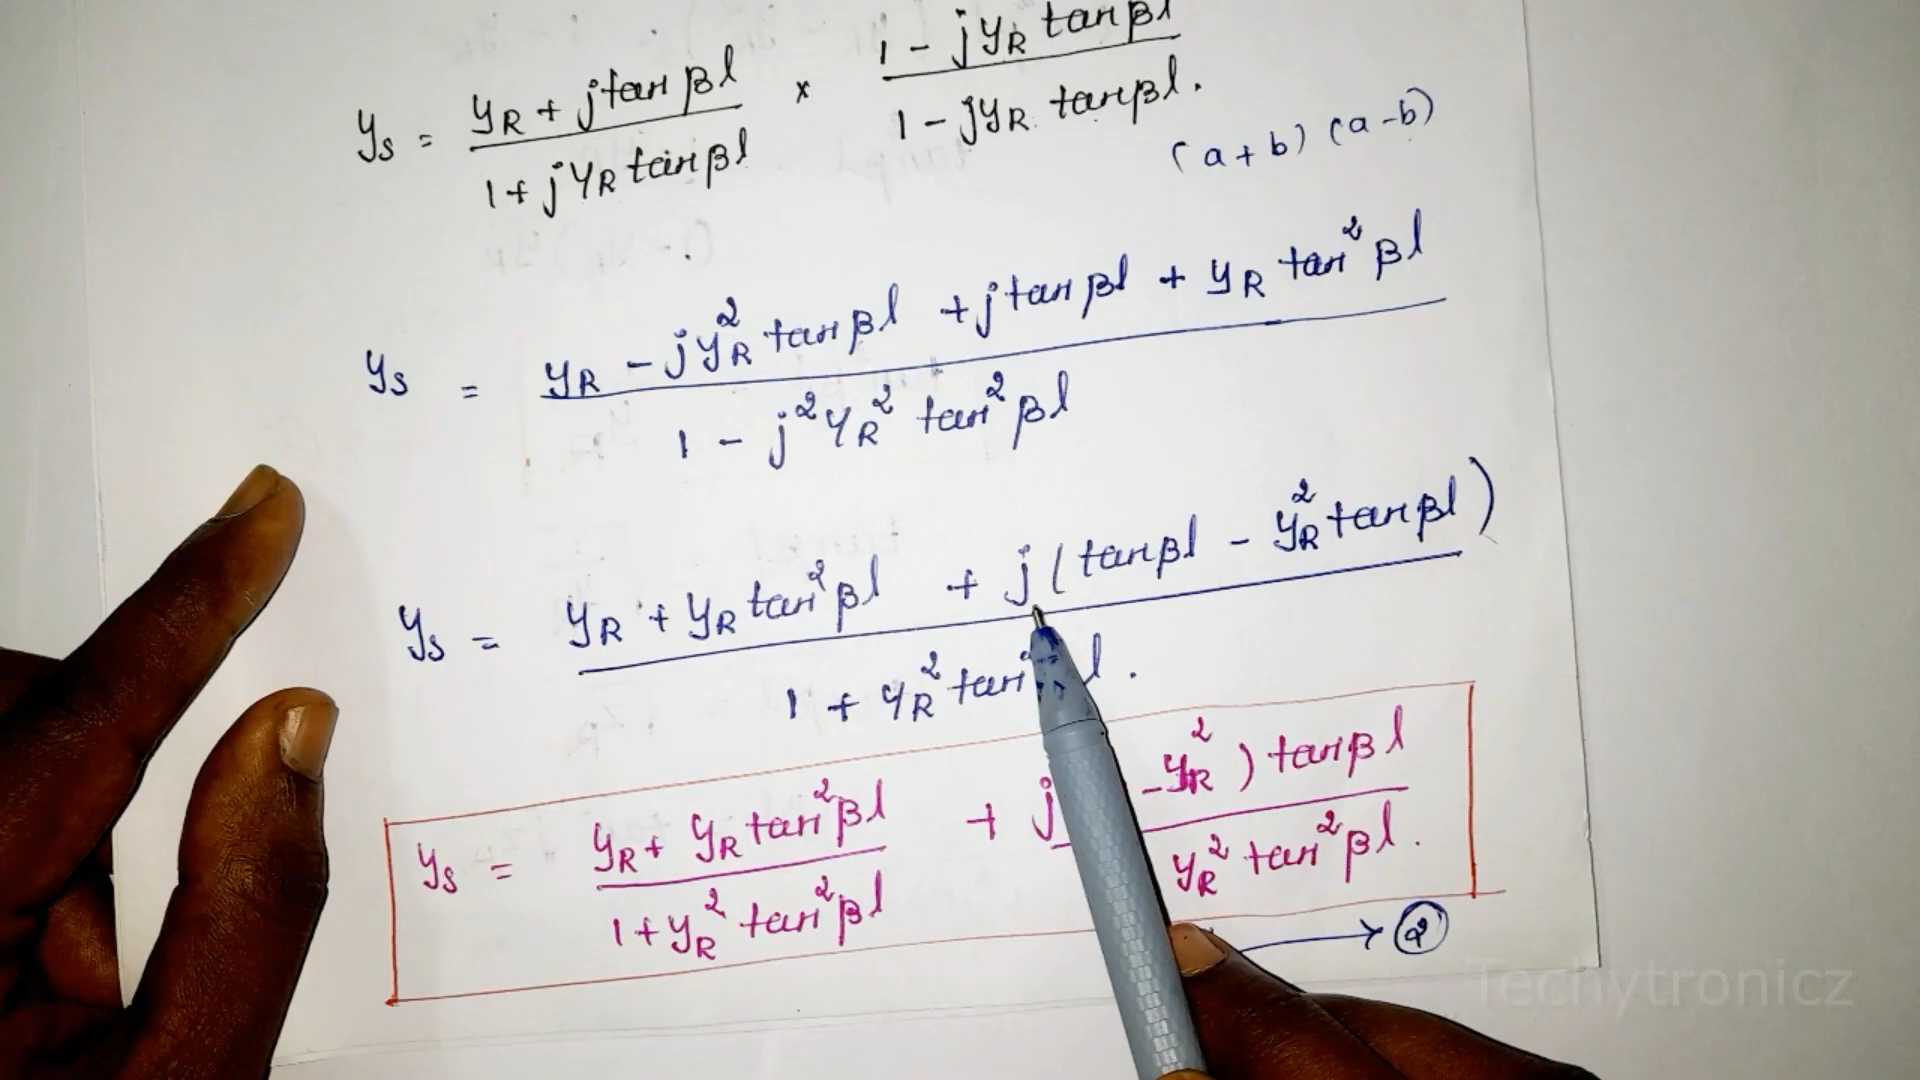 yS = yR + j tan βl / 1 + j yR tan βl × 1 - j yR tan βl / 1 - j yR tan βl.
(a + b) (a - b)
yS = yR - j yR² tan βl + j tan βl + yR tan² βl / 1 - j² yR² tan² βl
yS = yR + yR tan² βl + j (tan βl - yR² tan βl) / 1 + yR² tan² l.
yS = yR + yR tan² βl / 1 + yR² tan² βl + j - yR²) tan βl / yR² tan² βl.
→ 2
Techytronicz